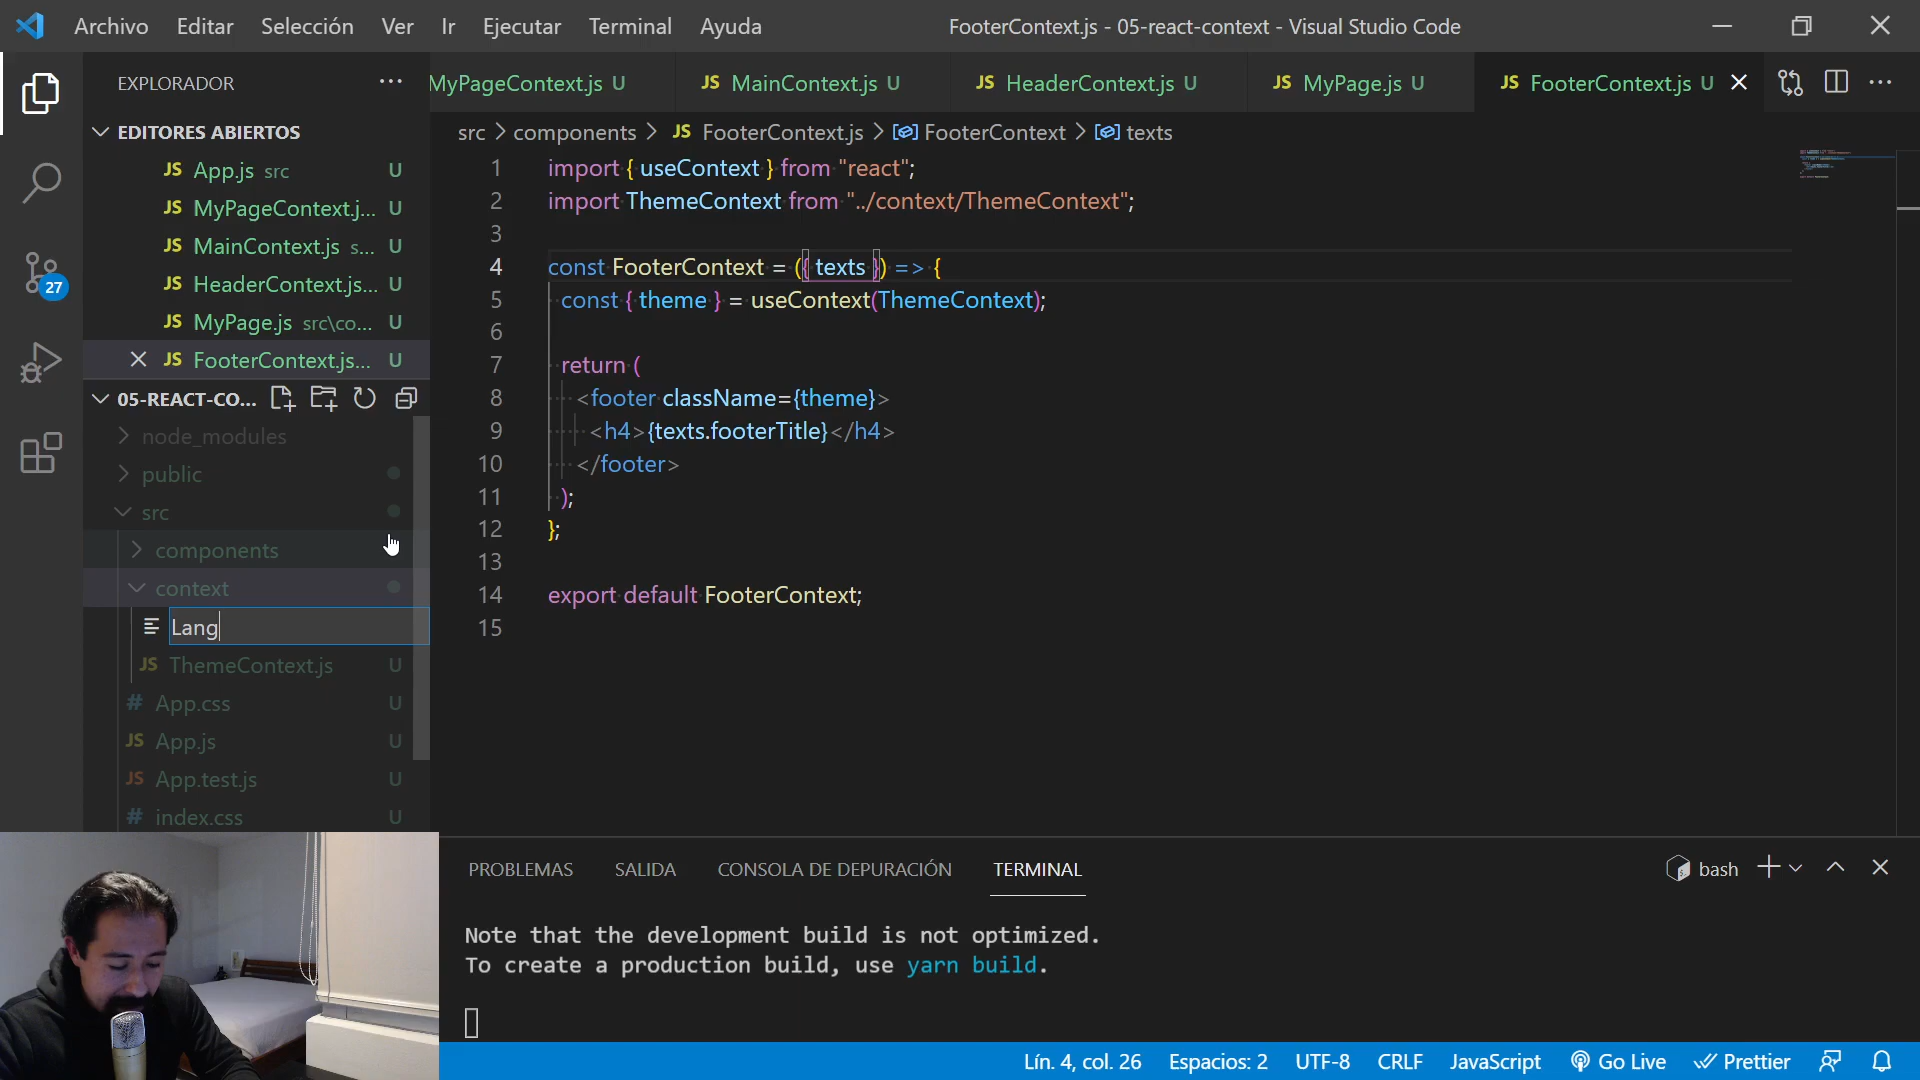 Archivo Editar Selección Ver Ir Ejecutar Terminal Ayuda
FooterContext.js - 05-react-context - Visual Studio Code
EXPLORADOR
EDITORES ABIERTOS
JS App.js src U
JS MyPageContext.j... U
JS MainContext.js s... U
JS HeaderContext.js... U
JS MyPage.js src\co... U
JS FooterContext.js... U
27
05-REACT-CO...
node_modules
public
src
components
context
Lang
JS ThemeContext.js U
# App.css U
JS App.js U
JS App.test.js U
# index.css U
MyPageContext.js U JS MainContext.js U JS HeaderContext.js U JS MyPage.js U JS FooterContext.js U
src > components > JS FooterContext.js > FooterContext > texts
1 import { useContext } from "react";
2 import ThemeContext from "../context/ThemeContext";
3
4 const FooterContext = ({ texts }) => {
5 const { theme } = useContext(ThemeContext);
6
7 return (
8 <footer className={theme}>
9 <h4>{texts.footerTitle}</h4>
10 </footer>
11 );
12 };
13
14 export default FooterContext;
15
PROBLEMAS SALIDA CONSOLA DE DEPURACIÓN TERMINAL
bash
Note that the development build is not optimized.
To create a production build, use yarn build.
Lín. 4, col. 26 Espacios: 2 UTF-8 CRLF JavaScript Go Live Prettier